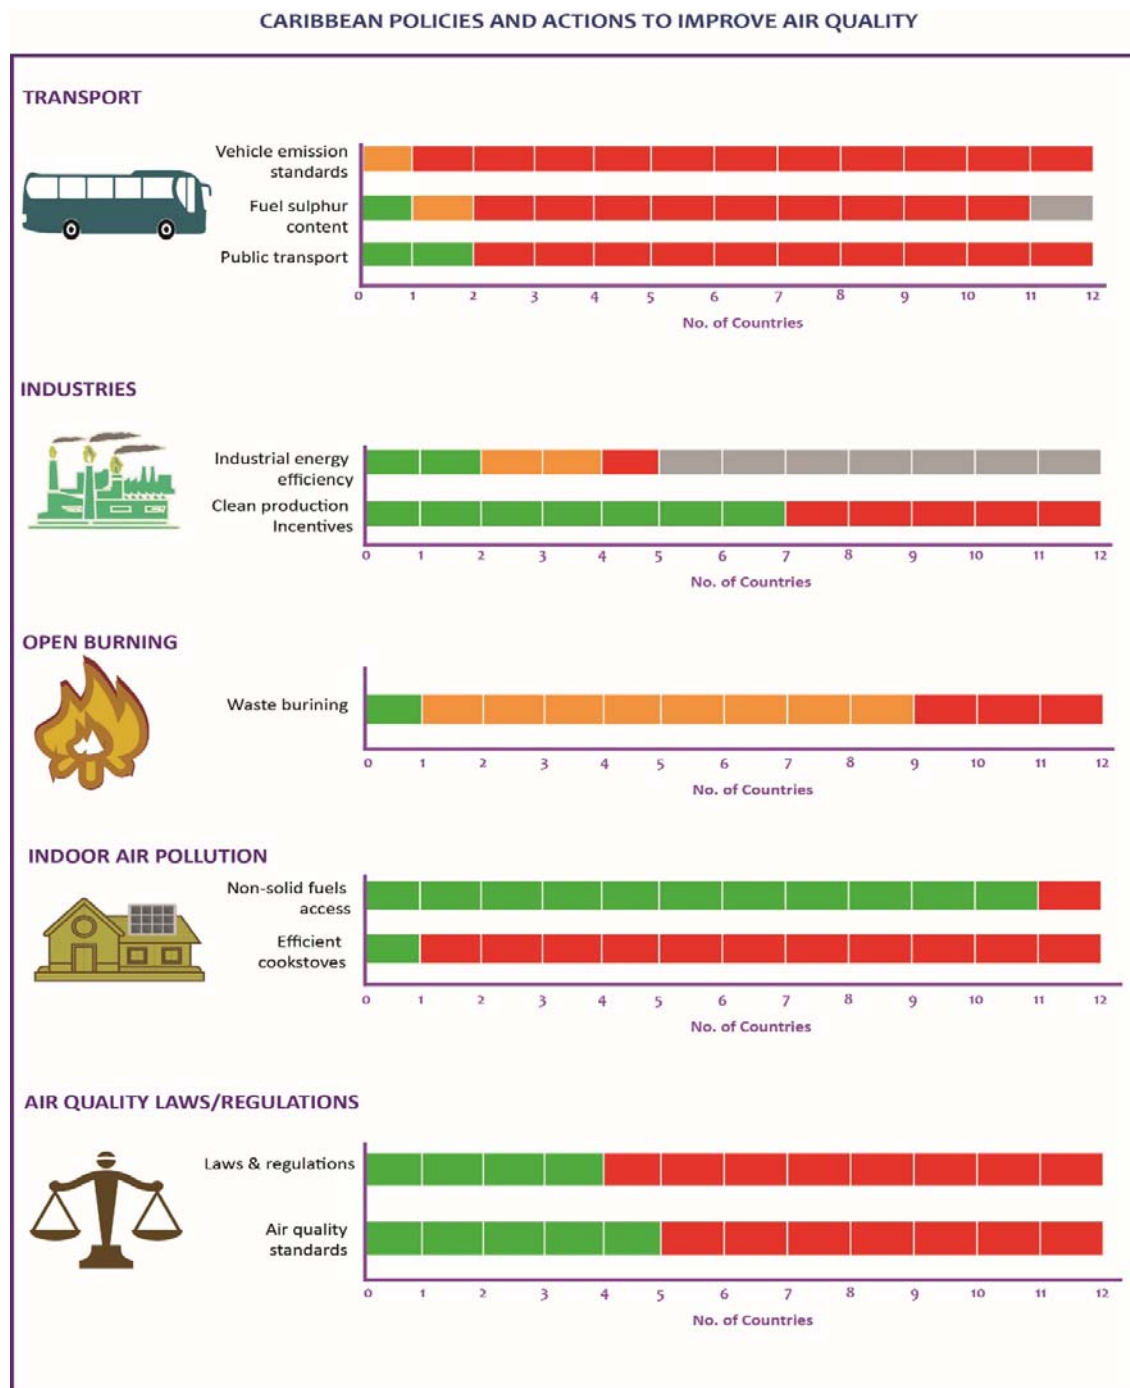 CARIBBEAN POLICIES AND ACTIONS TO IMPROVE AIR QUALITY
TRANSPORT
Vehicle emission
standards
Fuel sulphur
content
Public transport
0 1 2 3 4 5 6 7 8 9 10 11 12
No. of Countries
INDUSTRIES
Industrial energy
efficiency
Clean production
Incentives
0 1 2 3 4 5 6 7 8 9 10 11 12
No. of Countries
OPEN BURNING
Waste burining
0 1 2 3 4 5 6 7 8 9 10 11 12
No. of Countries
INDOOR AIR POLLUTION
Non-solid fuels
access
Efficient
cookstoves
0 1 2 3 4 5 6 7 8 9 10 11 12
No. of Countries
AIR QUALITY LAWS/REGULATIONS
Laws & regulations
Air quality
standards
0 1 2 3 4 5 6 7 8 9 10 11 12
No. of Countries